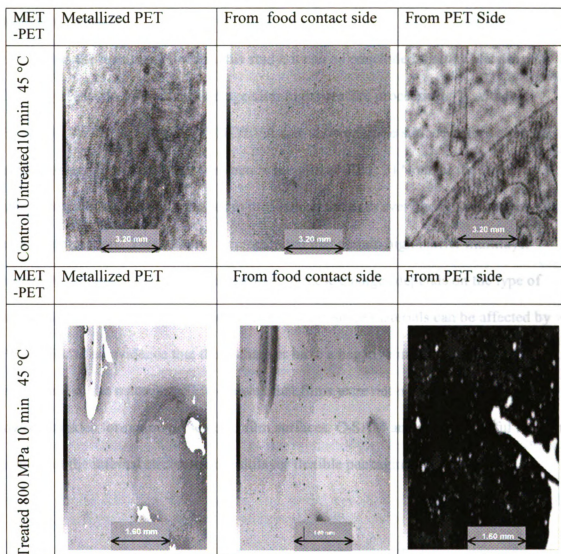 MET -PET
Metallized PET
From food contact side
From PET Side
Control Untreated10 min 45 °C
3.20 mm
3.20 mm
3.20 mm
MET -PET
Metallized PET
From food contact side
From PET side
Treated 800 MPa 10 min 45 °C
1.60 mm
1.60 mm